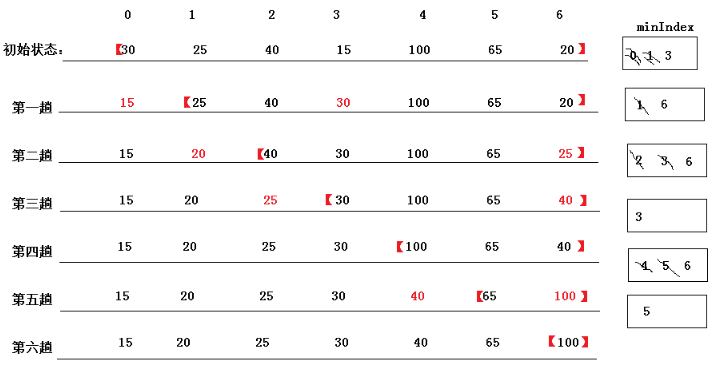 0 1 2 3 4 5 6
minIndex
初始状态： 【30 25 40 15 100 65 20】 0 1 3
第一趟 15 【25 40 30 100 65 20】 1 6
第二趟 15 20 【40 30 100 65 25】 2 3 6
第三趟 15 20 25 【30 100 65 40】 3
第四趟 15 20 25 30 【100 65 40】 4 5 6
第五趟 15 20 25 30 40 【65 100】 5
第六趟 15 20 25 30 40 65 【100】